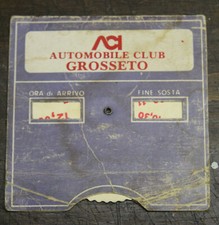 ACI
AUTOMOBILE CLUB
GROSSETO
ORA di ARRIVO
FINE SOSTA